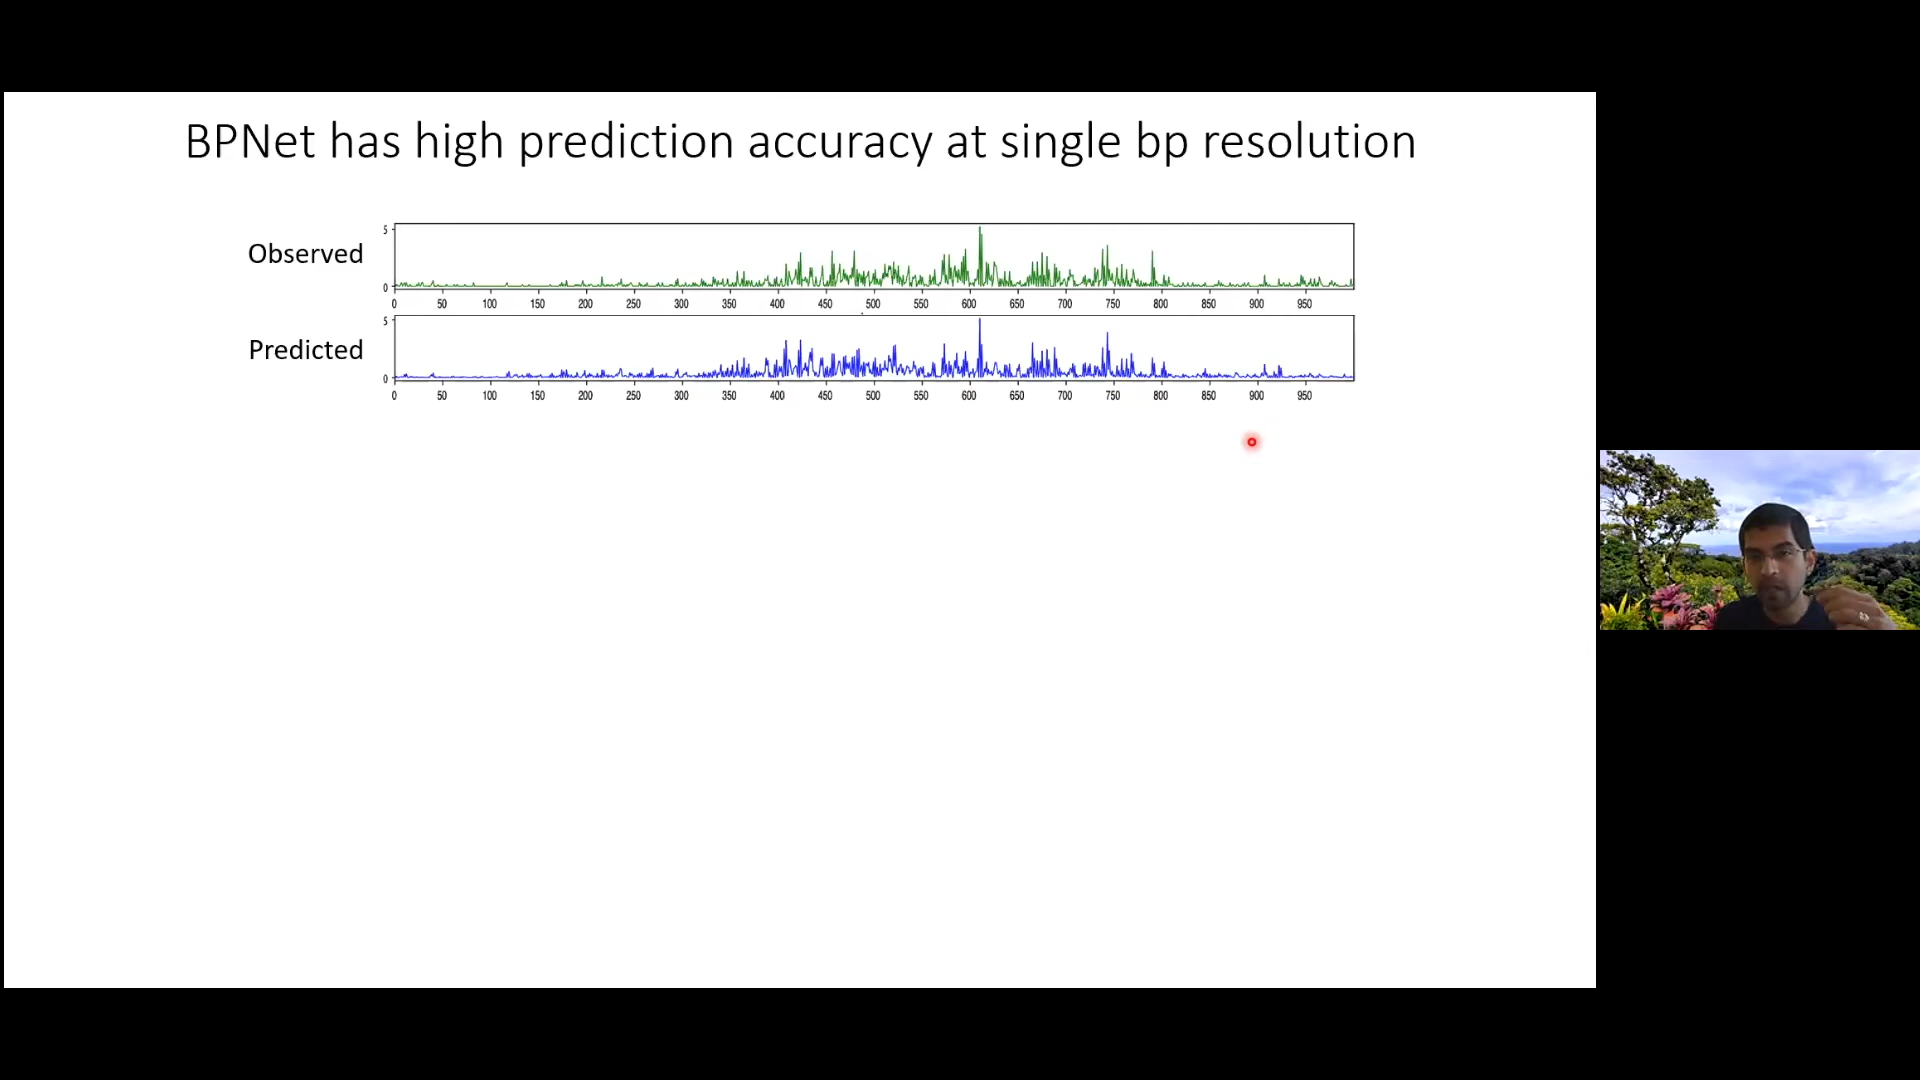 BPNet has high prediction accuracy at single bp resolution
Observed
5
0
0 50 100 150 200 250 300 350 400 450 500 550 600 650 700 750 800 850 900 950
Predicted
5
0
0 50 100 150 200 250 300 350 400 450 500 550 600 650 700 750 800 850 900 950